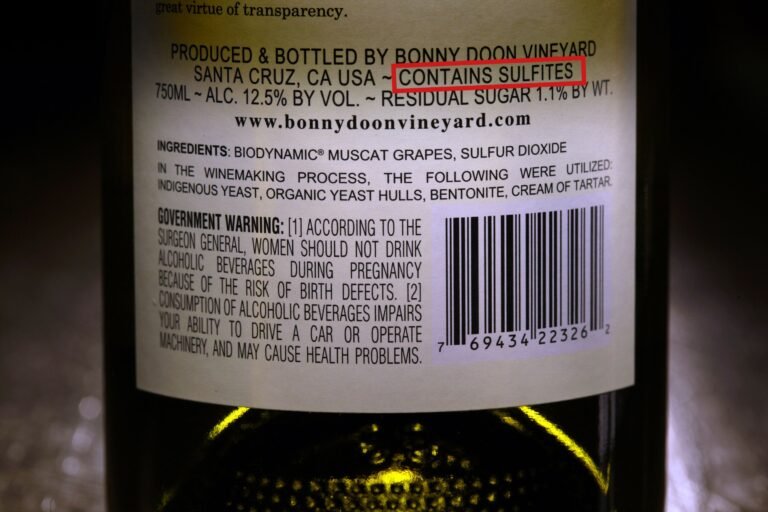 great virtue of transparency.
PRODUCED & BOTTLED BY BONNY DOON VINEYARD
SANTA CRUZ, CA USA ~ CONTAINS SULFITES
750ML ~ ALC. 12.5% BY VOL. ~ RESIDUAL SUGAR 1.1% BY WT.
www.bonnydoonvineyard.com
INGREDIENTS: BIODYNAMIC® MUSCAT GRAPES, SULFUR DIOXIDE
IN THE WINEMAKING PROCESS, THE FOLLOWING WERE UTILIZED:
INDIGENOUS YEAST, ORGANIC YEAST HULLS, BENTONITE, CREAM OF TARTAR.
GOVERNMENT WARNING: [1] ACCORDING TO THE
SURGEON GENERAL, WOMEN SHOULD NOT DRINK
ALCOHOLIC BEVERAGES DURING PREGNANCY
BECAUSE OF THE RISK OF BIRTH DEFECTS. [2]
CONSUMPTION OF ALCOHOLIC BEVERAGES IMPAIRS
YOUR ABILITY TO DRIVE A CAR OR OPERATE
MACHINERY, AND MAY CAUSE HEALTH PROBLEMS.
7 69434 22326 2